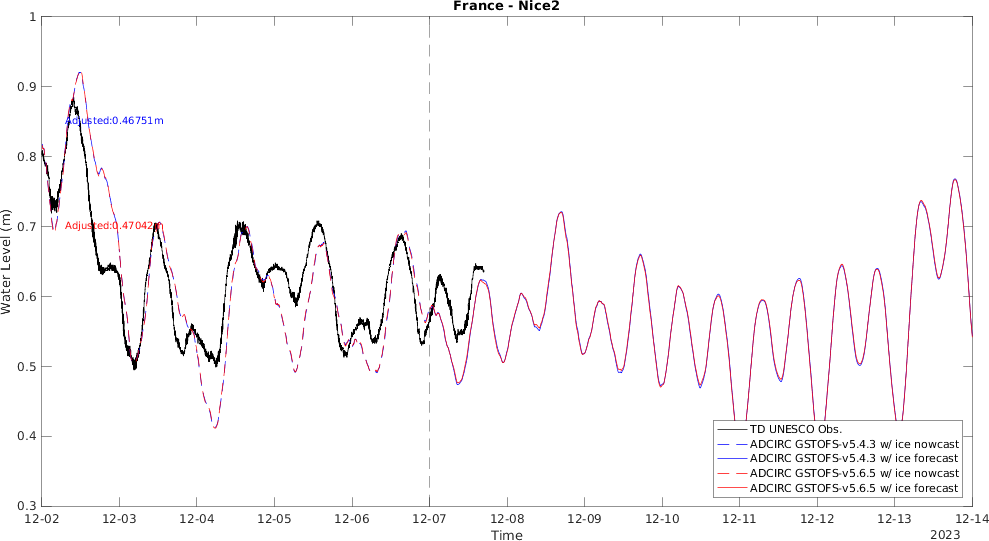 France - Nice2
Water Level (m)
1
0.9
0.8
0.7
0.6
0.5
0.4
0.3
Adjusted:0.46751m
Adjusted:0.47042m
TD UNESCO Obs.
ADCIRC GSTOFS-v5.4.3 w/ ice nowcast
ADCIRC GSTOFS-v5.4.3 w/ ice forecast
ADCIRC GSTOFS-v5.6.5 w/ ice nowcast
ADCIRC GSTOFS-v5.6.5 w/ ice forecast
12-02 12-03 12-04 12-05 12-06 12-07 12-08 12-09 12-10 12-11 12-12 12-13 12-14
Time
2023